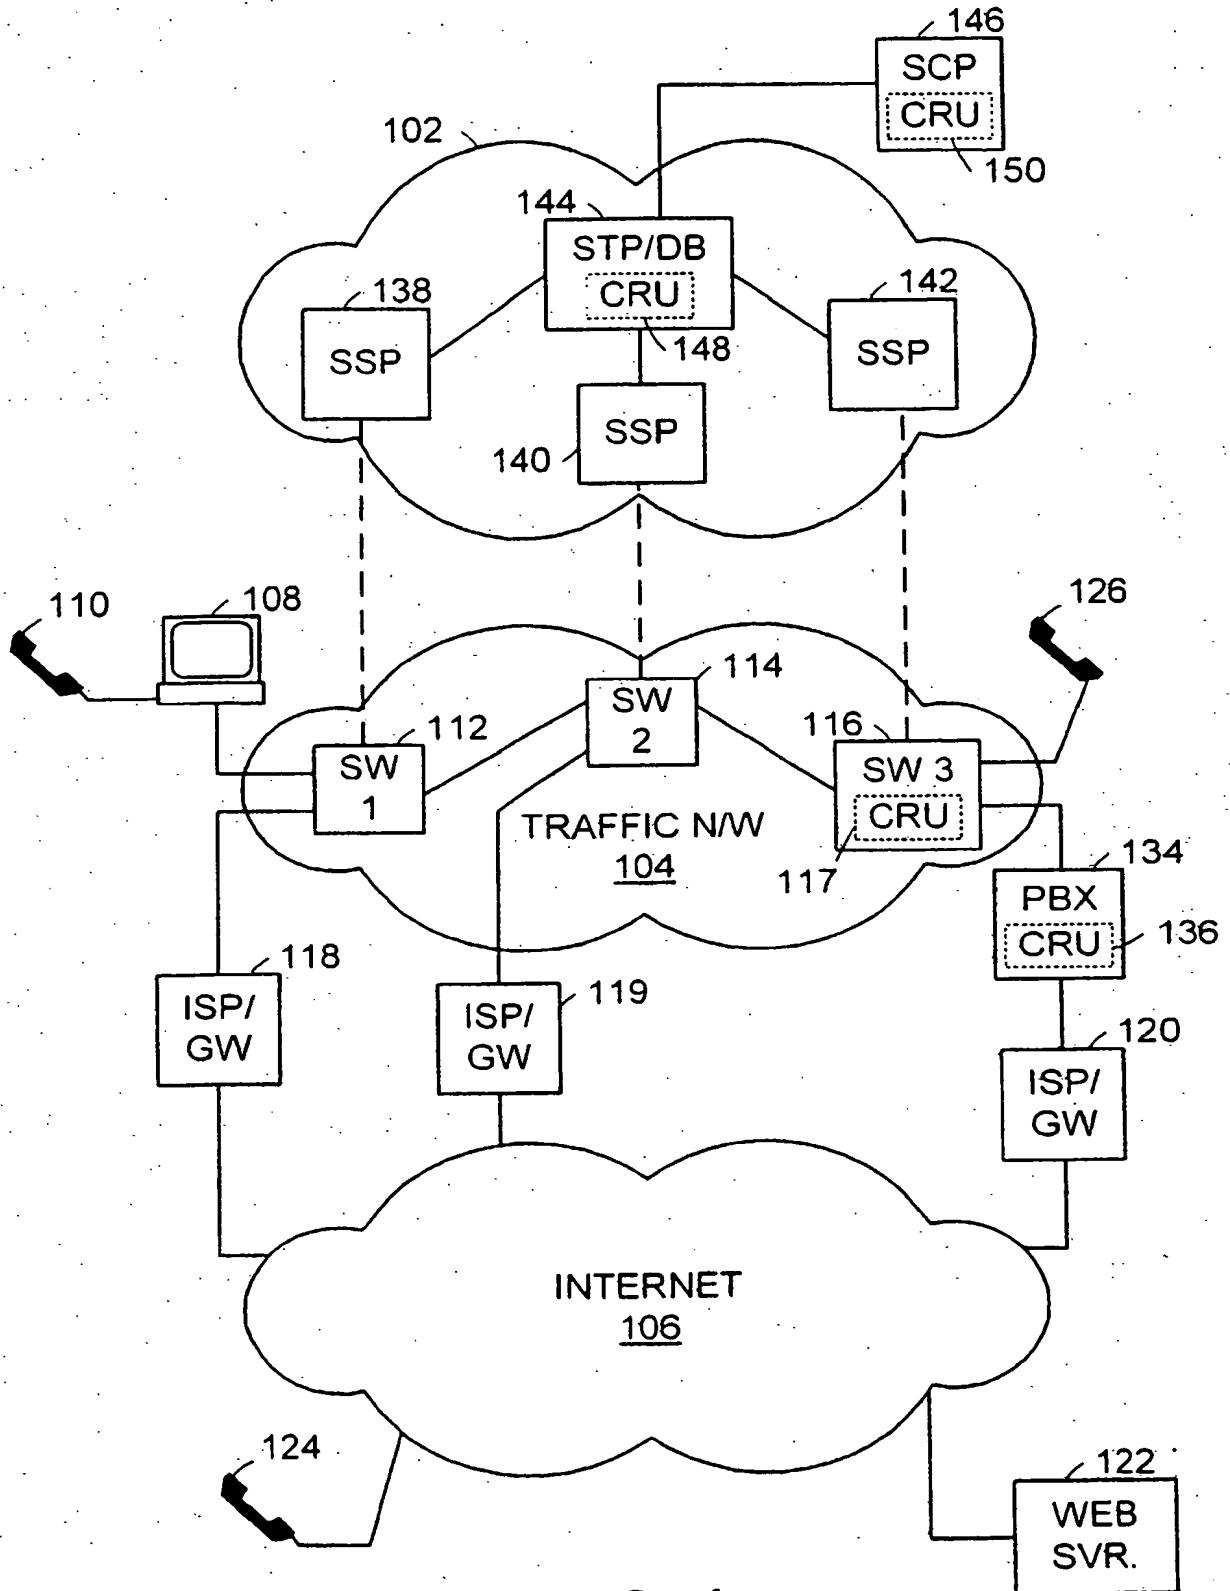 146
SCP
CRU
150
102
144
STP/DB
CRU
148
138
SSP
142
SSP
140
SSP
110
108
126
114
SW
2
112
SW
1
116
SW 3
CRU
117
TRAFFIC N/W
104
134
PBX
CRU
136
118
ISP/
GW
119
ISP/
GW
120
ISP/
GW
INTERNET
106
124
122
WEB
SVR.